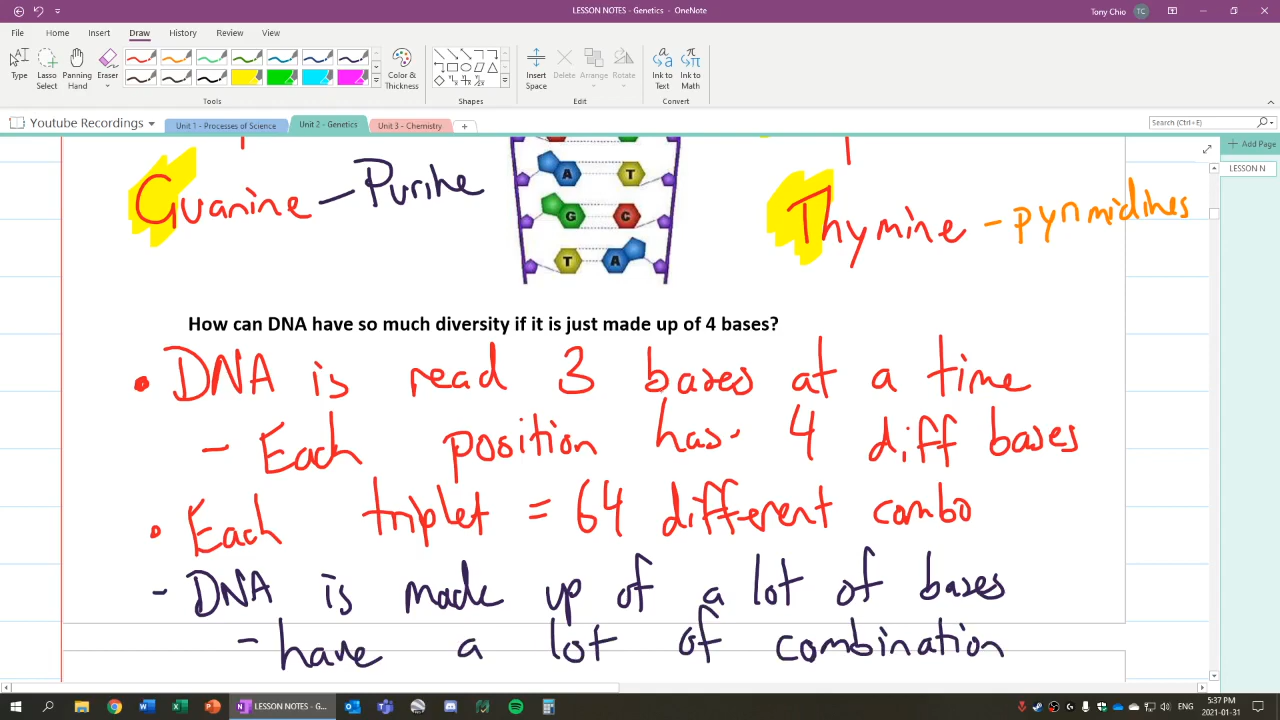 LESSON NOTES - Genetics - OneNote
Tony Chio TC
File Home Insert Draw History Review View
Type Lasso Select Panning Hand Eraser Color & Thickness Insert Space Delete Arrange Rotate Ink to Text Ink to Math
Tools Shapes Edit Convert
Youtube Recordings Unit 1 - Processes of Science Unit 2 - Genetics Unit 3 - Chemistry + Search (Ctrl+E)
Add Page
LESSON N
A T
Guanine - Purine
G C
Thymine - pyrimidines
T A
How can DNA have so much diversity if it is just made up of 4 bases?
• DNA is read 3 bases at a time
- Each position has 4 diff bases
• Each triplet = 64 different combo
- DNA is made up of a lot of bases
- have a lot of combination
LESSON NOTES - G...
ENG
5:37 PM
2021-01-31